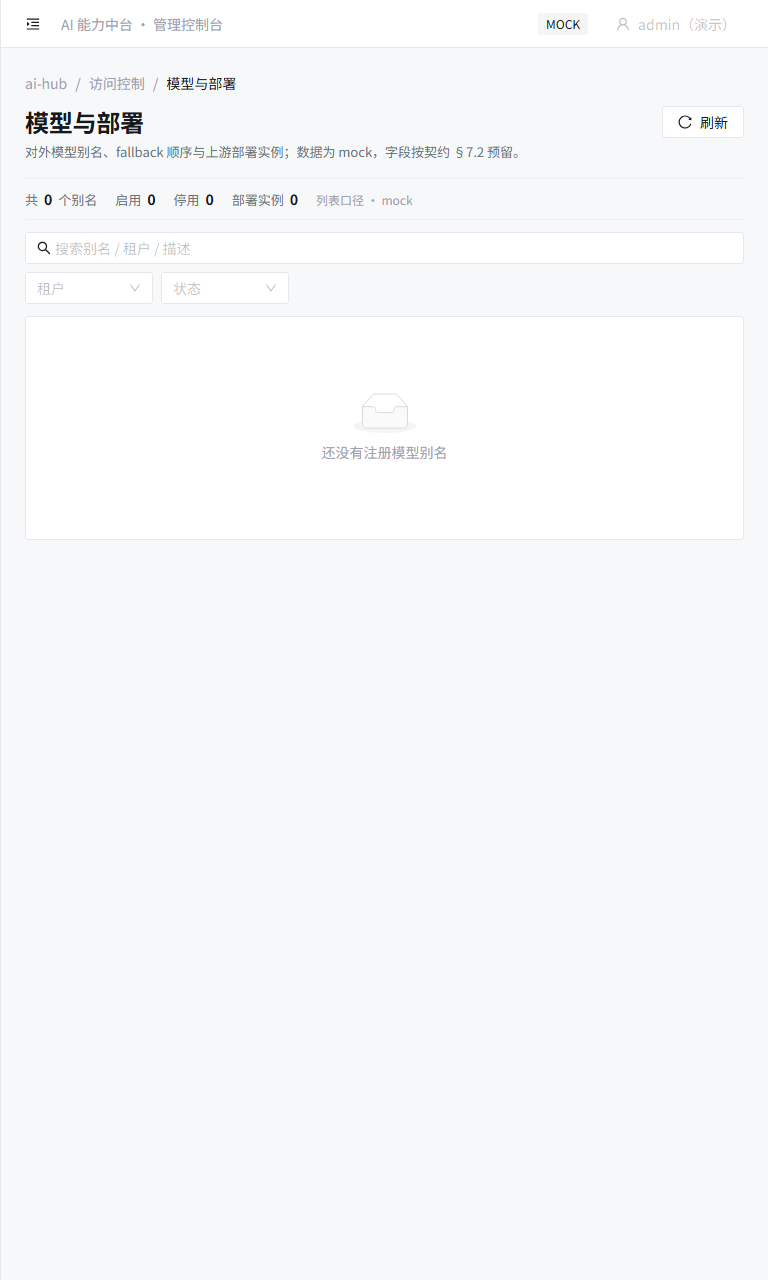 AI 能力中台 · 管理控制台 MOCK admin（演示）
ai-hub / 访问控制 / 模型与部署
模型与部署 刷新
对外模型别名、fallback 顺序与上游部署实例；数据为 mock，字段按契约 §7.2 预留。
共 0 个别名 启用 0 停用 0 部署实例 0 列表口径 · mock
搜索别名 / 租户 / 描述
租户 状态
还没有注册模型别名